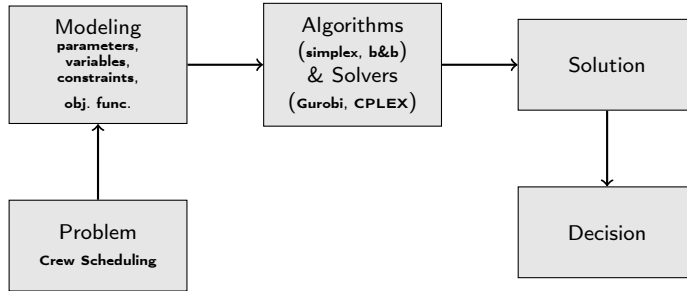 Modeling
parameters,
variables,
constraints,
obj. func.
Algorithms
(simplex, b&b)
& Solvers
(Gurobi, CPLEX)
Solution
Problem
Crew Scheduling
Decision